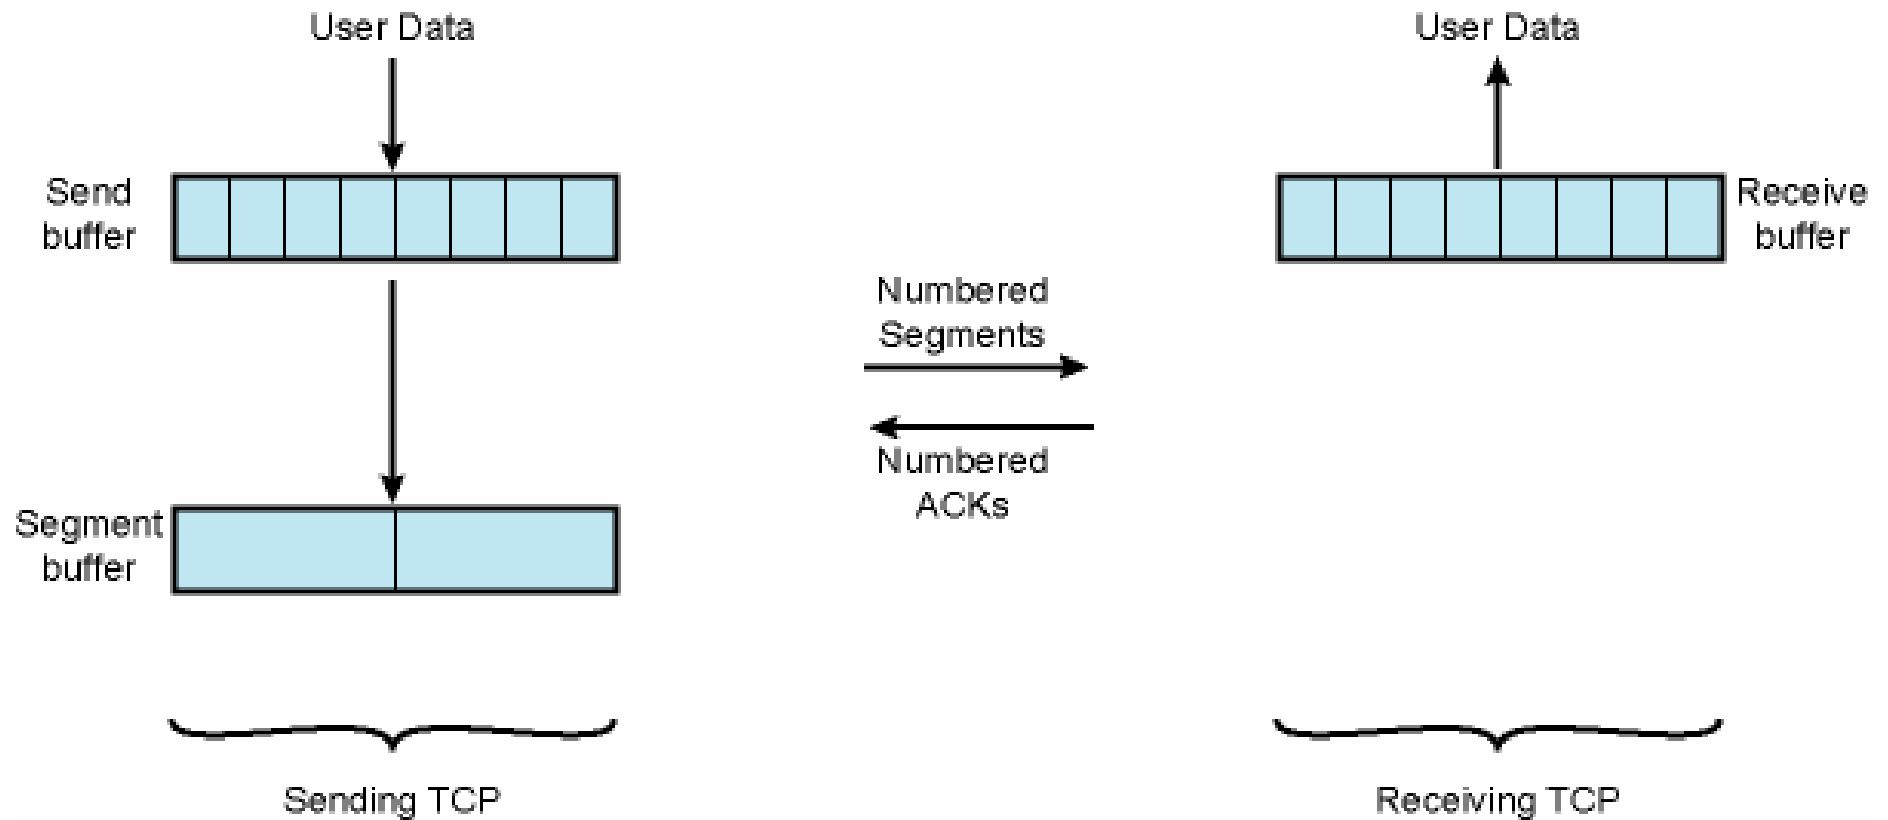 User Data
User Data
Send
buffer
Receive
buffer
Numbered
Segments
Numbered
ACKs
Segment
buffer
Sending TCP
Receiving TCP